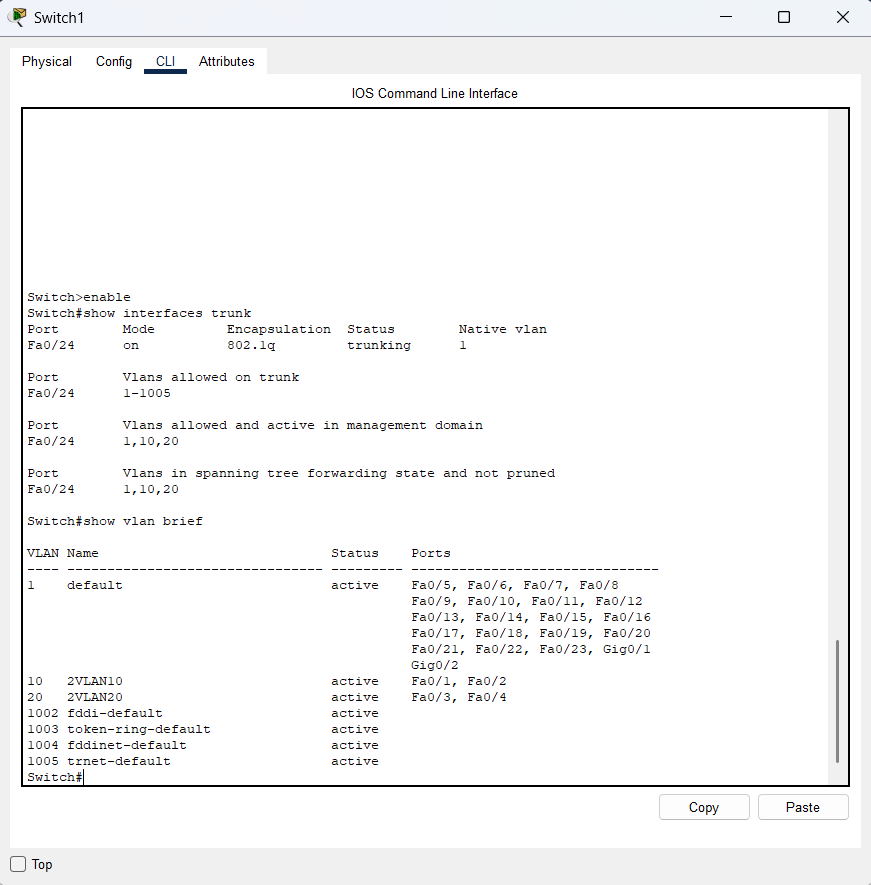 Switch1
Physical Config CLI Attributes
IOS Command Line Interface
Switch>enable
Switch#show interfaces trunk
Port        Mode         Encapsulation  Status        Native vlan
Fa0/24      on           802.1q         trunking      1

Port        Vlans allowed on trunk
Fa0/24      1-1005

Port        Vlans allowed and active in management domain
Fa0/24      1,10,20

Port        Vlans in spanning tree forwarding state and not pruned
Fa0/24      1,10,20

Switch#show vlan brief

VLAN Name                             Status    Ports
---- -------------------------------- --------- -------------------------------
1    default                          active    Fa0/5, Fa0/6, Fa0/7, Fa0/8
                                                Fa0/9, Fa0/10, Fa0/11, Fa0/12
                                                Fa0/13, Fa0/14, Fa0/15, Fa0/16
                                                Fa0/17, Fa0/18, Fa0/19, Fa0/20
                                                Fa0/21, Fa0/22, Fa0/23, Gig0/1
                                                Gig0/2
10   2VLAN10                          active    Fa0/1, Fa0/2
20   2VLAN20                          active    Fa0/3, Fa0/4
1002 fddi-default                     active
1003 token-ring-default               active
1004 fddinet-default                  active
1005 trnet-default                    active
Switch#
Copy Paste
Top